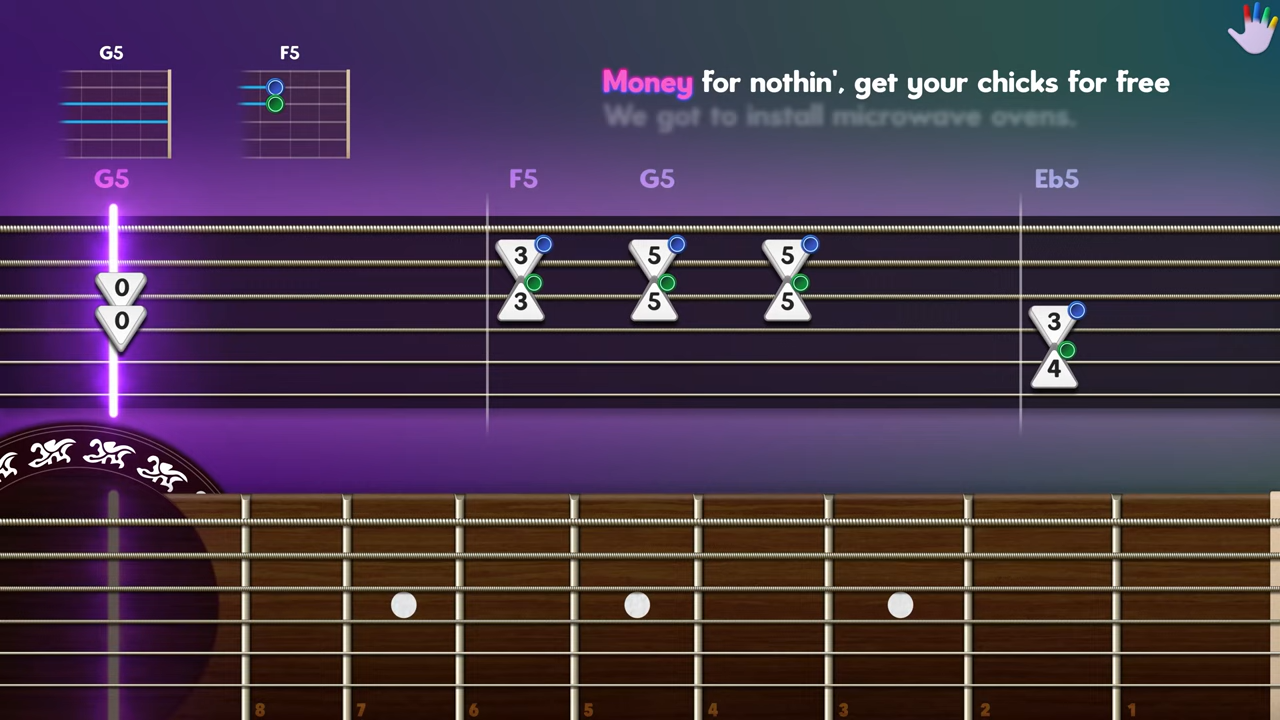 G5 F5
Money for nothin', get your chicks for free
We got to install microwave ovens.
G5 F5 G5 Eb5
3 5 5
0
3 5 5
0 3
4
8 7 6 5 4 3 2 1